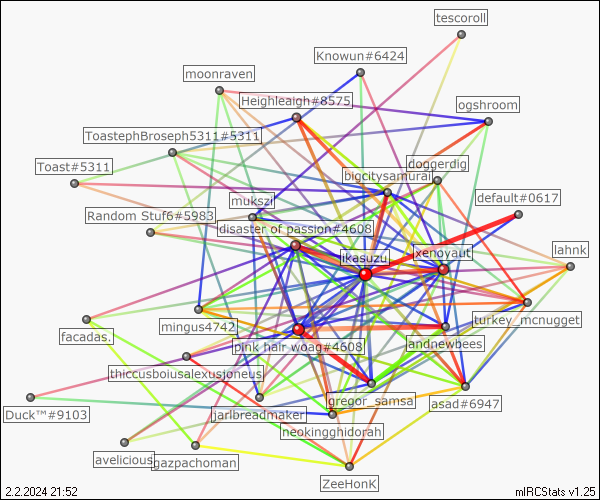 tescoroll
Knowun#6424
moonraven
Heighleaigh#8575
ogshroom
ToastephBroseph5311#5311
doggerdig
Toast#5311
bigcitysamurai
default#0617
mukszi
Random Stuf6#5983
disaster of passion#4608
lahnk
ikasuzu
xenoyaut
turkey_mcnugget
mingus4742
facadas.
pink hair woag#4608
landnewbees
thiccusboiusalexusjoneus
gregor_samsa
asad#6947
Duck™#9103
jarlbreadmaker
neokingghidorah
avelicious
gazpachoman
ZeeHonK
2.2.2024 21:52
mIRCStats v1.25